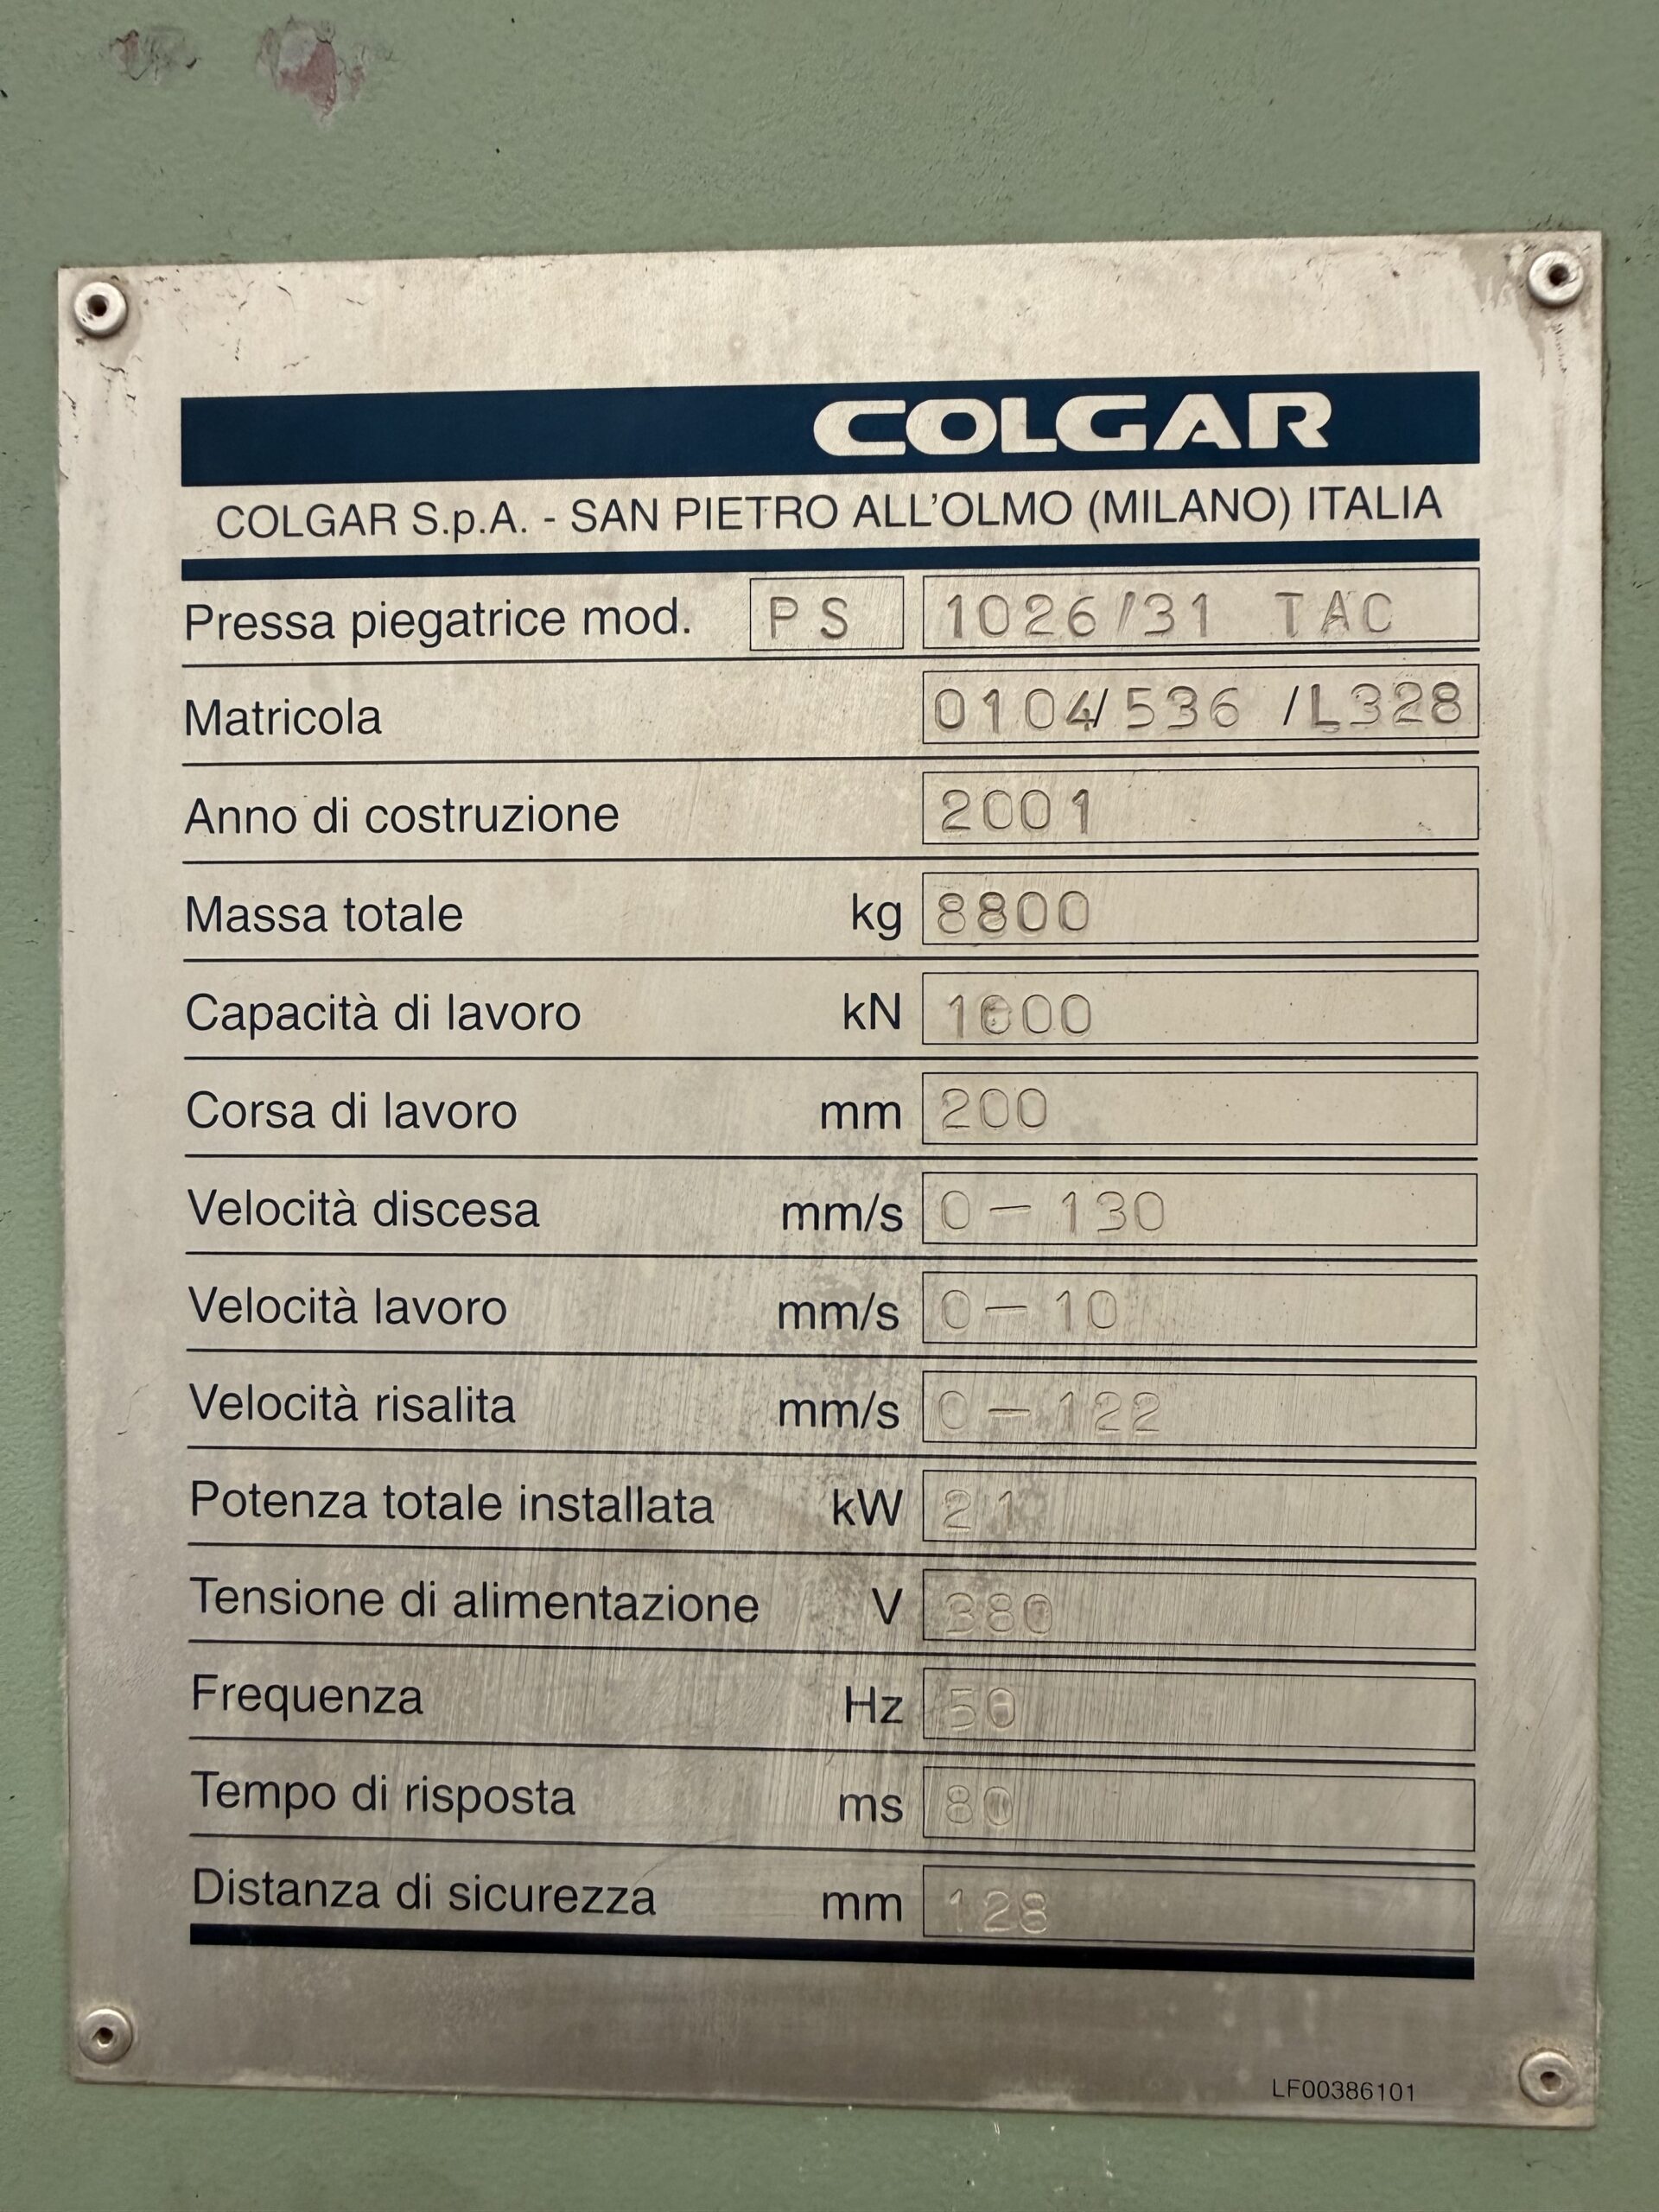 COLGAR
COLGAR S.p.A. - SAN PIETRO ALL'OLMO (MILANO) ITALIA
Pressa piegatrice mod. PS 1026/31 TAC
Matricola 0104/536 /L328
Anno di costruzione 2001
Massa totale kg 8800
Capacità di lavoro kN 1000
Corsa di lavoro mm 200
Velocità discesa mm/s 0-130
Velocità lavoro mm/s 0-10
Velocità risalita mm/s 0-122
Potenza totale installata kW 21
Tensione di alimentazione V 380
Frequenza Hz 50
Tempo di risposta ms 80
Distanza di sicurezza mm 128
LF00386101